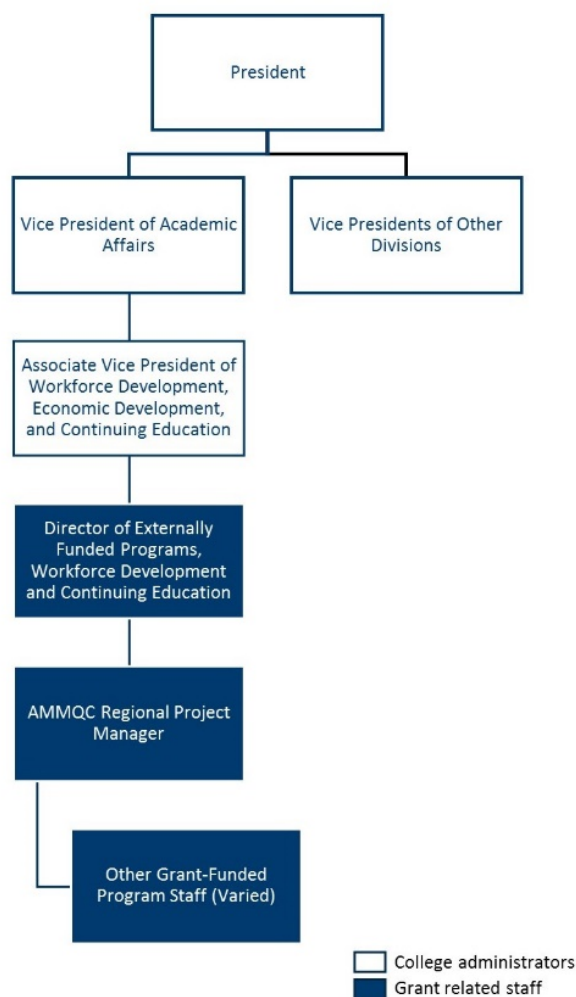 President
Vice President of Academic
Affairs
Vice Presidents of Other
Divisions
Associate Vice President of
Workforce Development,
Economic Development,
and Continuing Education
Director of Externally
Funded Programs,
Workforce Development
and Continuing Education
AMMQC Regional Project
Manager
Other Grant-Funded
Program Staff (Varied)
College administrators
Grant related staff